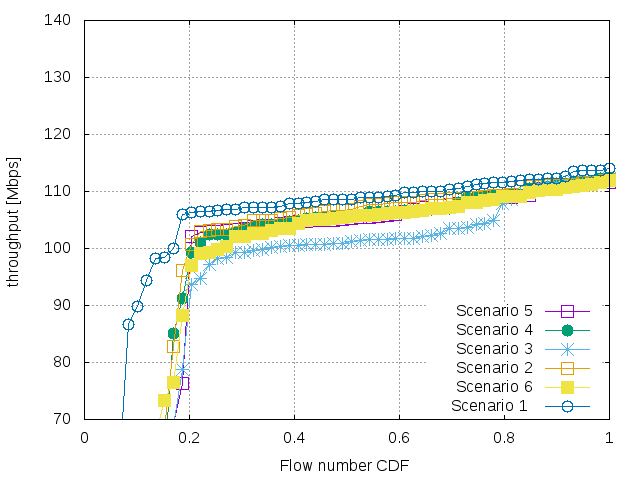 140
130
120
110
100
90
80
70
throughput [Mbps]
Scenario 5
Scenario 4
Scenario 3
Scenario 2
Scenario 6
Scenario 1
0
0.2
0.4
0.6
0.8
1
Flow number CDF